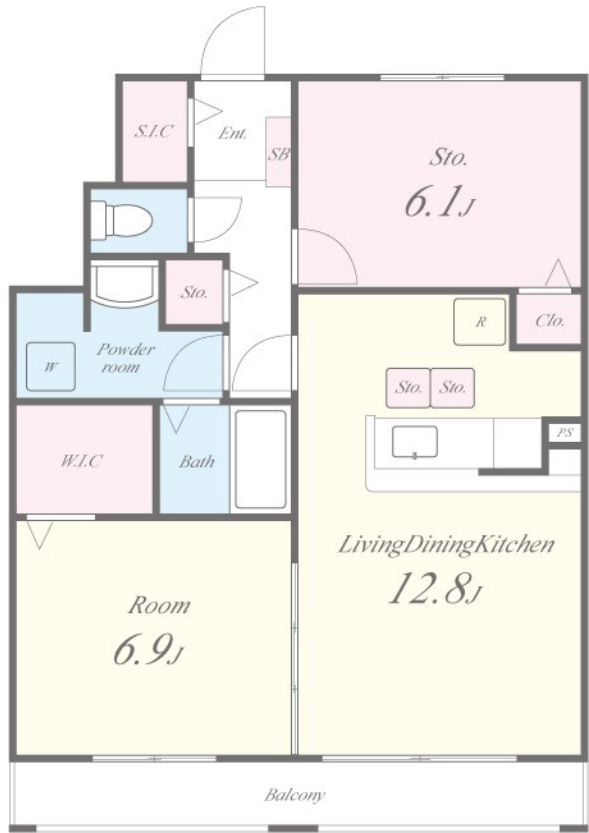 S.I.C
Ent.
SB
Sto.
6.1J
Sto.
R
Clo.
Powder
room
W
Sto. Sto.
PS
W.I.C
Bath
LivingDiningKitchen
12.8J
Room
6.9J
Balcony